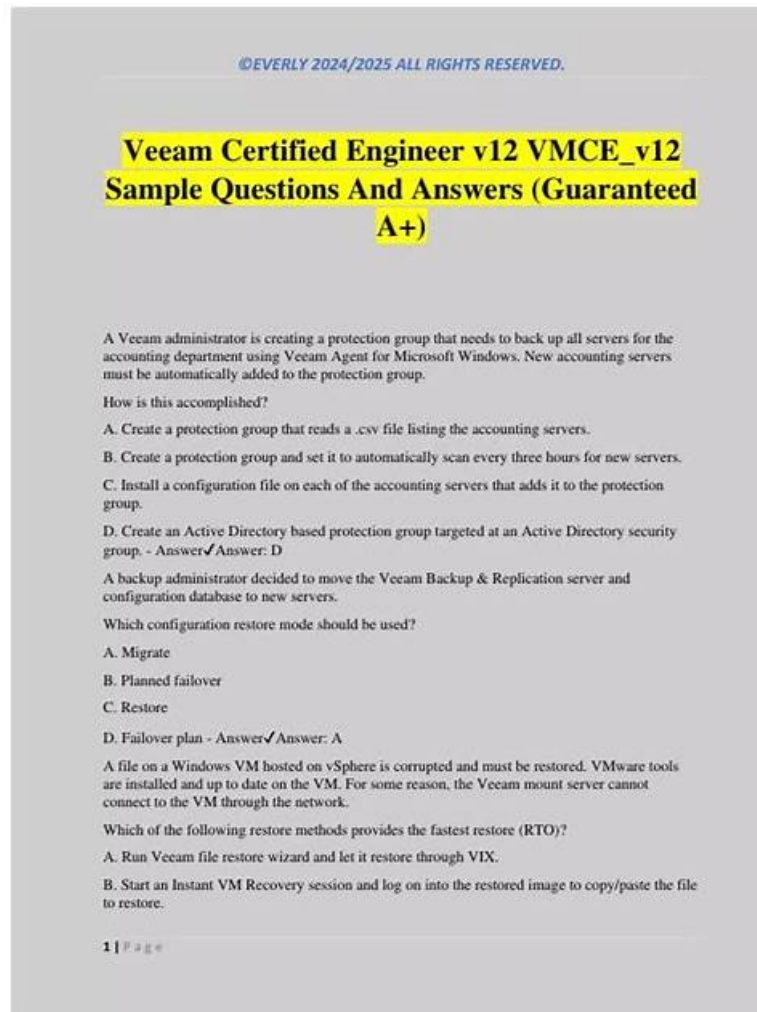 ©EVERLY 2024/2025 ALL RIGHTS RESERVED.
Veeam Certified Engineer v12 VMCE_v12
Sample Questions And Answers (Guaranteed
A+)
A Veeam administrator is creating a protection group that needs to back up all servers for the
accounting department using Veeam Agent for Microsoft Windows. New accounting servers
must be automatically added to the protection group.
How is this accomplished?
A. Create a protection group that reads a .csv file listing the accounting servers.
B. Create a protection group and set it to automatically scan every three hours for new servers.
C. Install a configuration file on each of the accounting servers that adds it to the protection
group.
D. Create an Active Directory based protection group targeted at an Active Directory security
group. - Answer✔Answer: D
A backup administrator decided to move the Veeam Backup & Replication server and
configuration database to new servers.
Which configuration restore mode should be used?
A. Migrate
B. Planned failover
C. Restore
D. Failover plan - Answer✔Answer: A
A file on a Windows VM hosted on vSphere is corrupted and must be restored. VMware tools
are installed and up to date on the VM. For some reason, the Veeam mount server cannot
connect to the VM through the network.
Which of the following restore methods provides the fastest restore (RTO)?
A. Run Veeam file restore wizard and let it restore through VIX.
B. Start an Instant VM Recovery session and log on into the restored image to copy/paste the file
to restore.
1 | Page